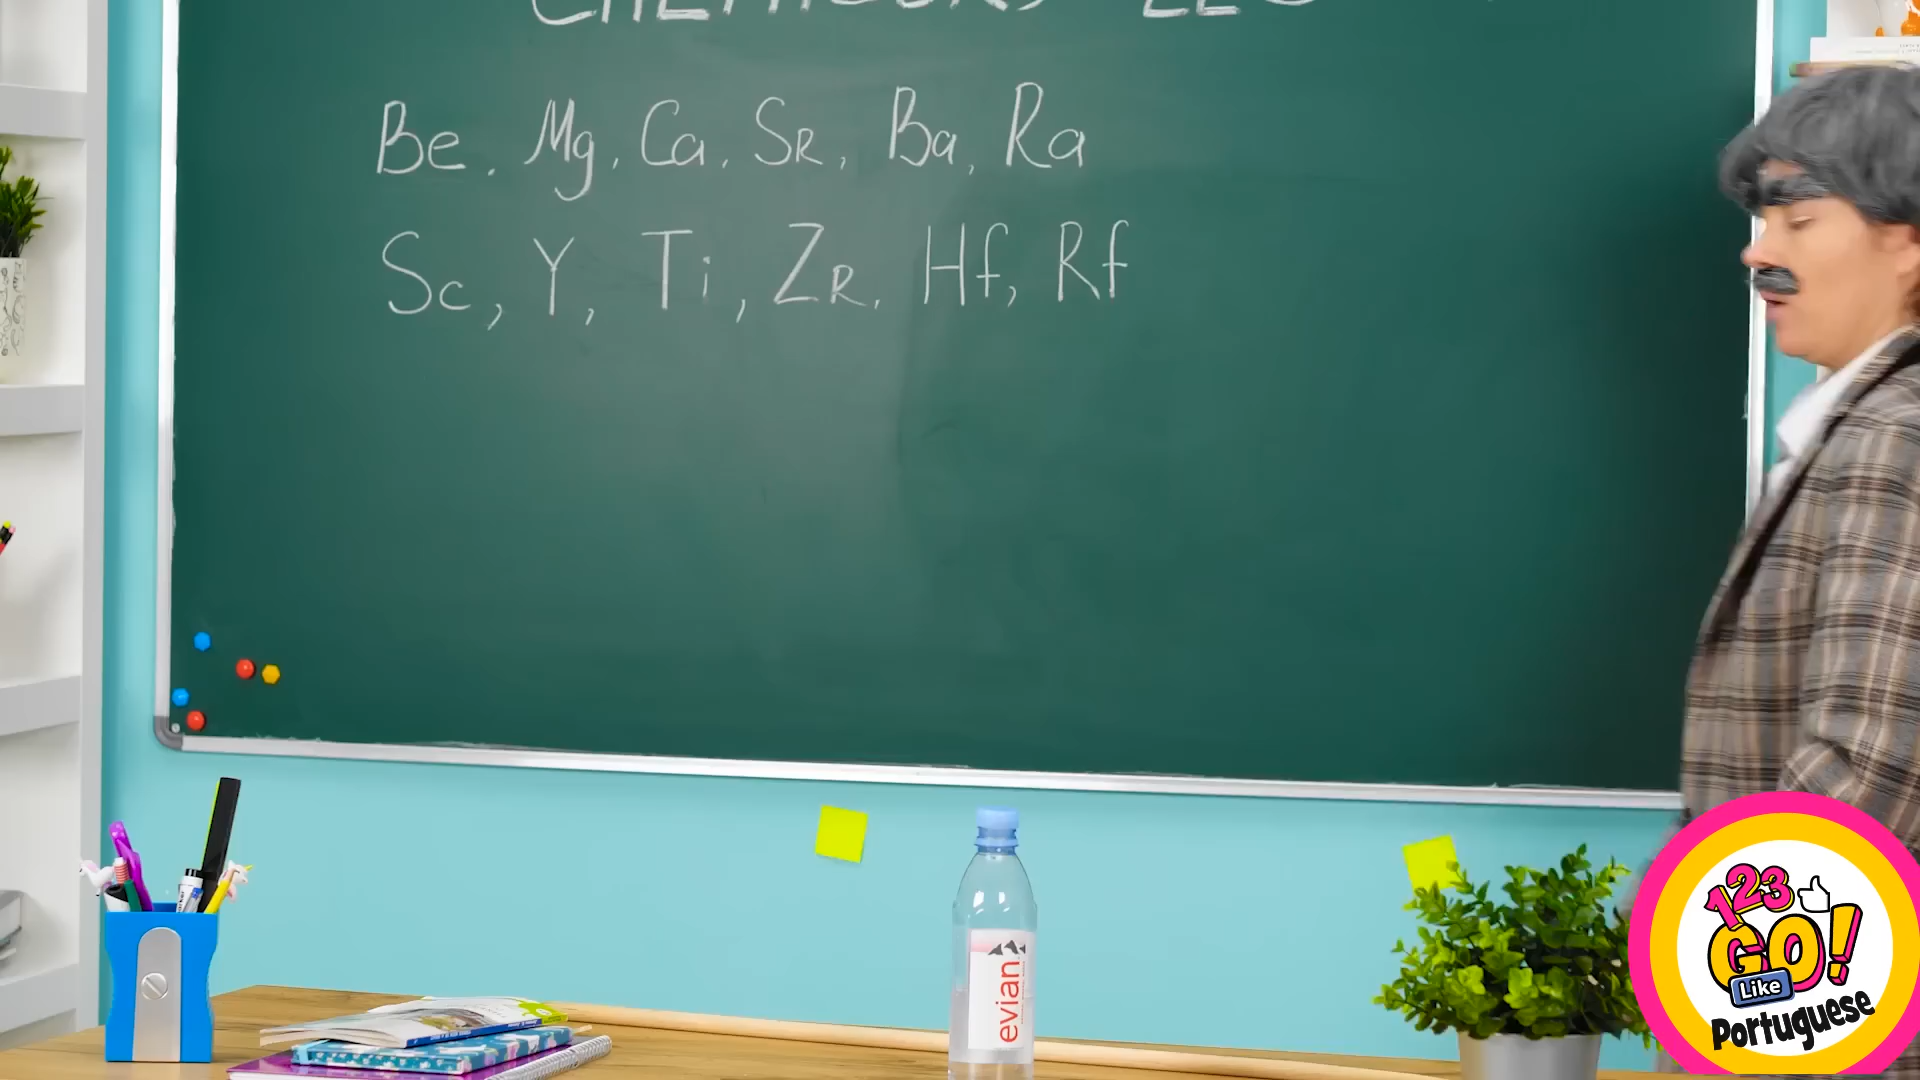 Be, Mg, Ca, SR, Ba, Ra
Sc, Y, Ti, ZR, Hf, Rf
evian
123
GO!
Like
Portuguese